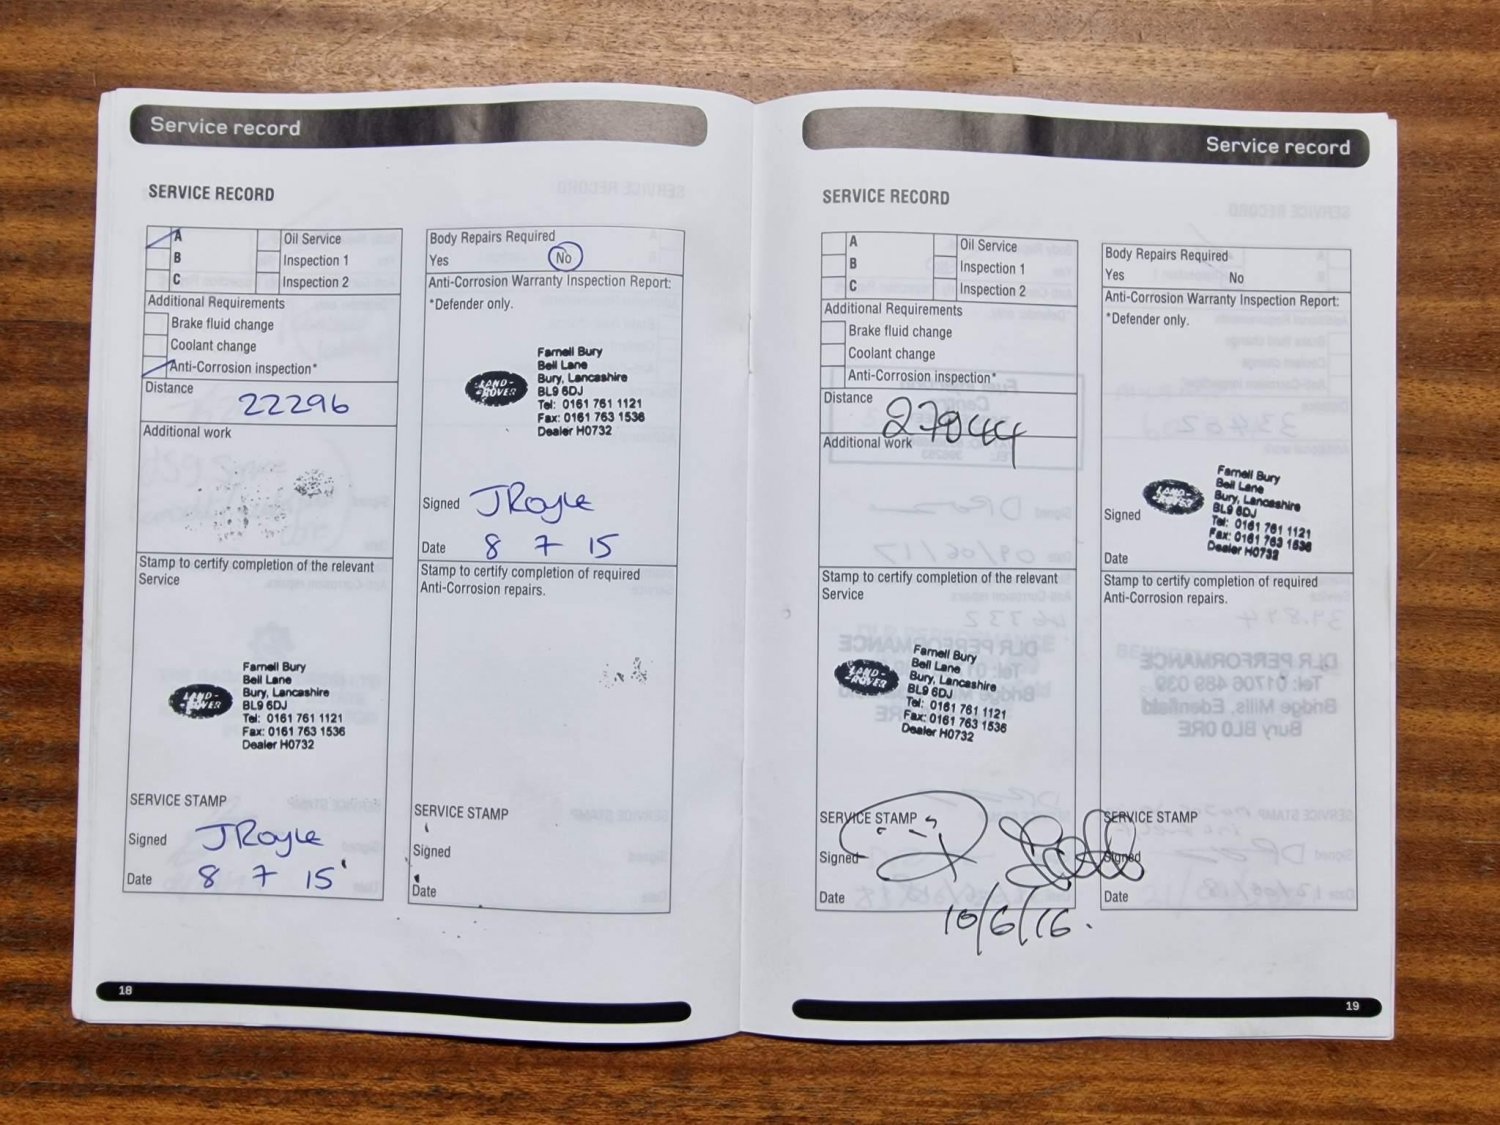 Service record
SERVICE RECORD
A
Oil Service
B
Inspection 1
C
Inspection 2
Additional Requirements
Brake fluid change
Coolant change
Anti-Corrosion inspection*
Distance
22296
Additional work
Stamp to certify completion of the relevant
Service
LAND-
ROVER
Farnell Bury
Bell Lane
Bury, Lancashire
BL9 6DJ
Tel: 0161 761 1121
Fax: 0161 763 1536
Dealer H0732
SERVICE STAMP
Signed JRoyle
Date 8 7 15
Body Repairs Required
Yes No
Anti-Corrosion Warranty Inspection Report:
*Defender only.
LAND-
ROVER
Farnell Bury
Bell Lane
Bury, Lancashire
BL9 6DJ
Tel: 0161 761 1121
Fax: 0161 763 1536
Dealer H0732
Signed JRoyle
Date 8 7 15
Stamp to certify completion of required
Anti-Corrosion repairs.
SERVICE STAMP
Signed
Date
18
Service record
SERVICE RECORD
A
Oil Service
B
Inspection 1
C
Inspection 2
Additional Requirements
Brake fluid change
Coolant change
Anti-Corrosion inspection*
Distance
27044
Additional work
Stamp to certify completion of the relevant
Service
LAND-
ROVER
Farnell Bury
Bell Lane
Bury, Lancashire
BL9 6DJ
Tel: 0161 761 1121
Fax: 0161 763 1536
Dealer H0732
SERVICE STAMP
Signed
Date
10/6/16.
Body Repairs Required
Yes No
Anti-Corrosion Warranty Inspection Report:
*Defender only.
LAND-
ROVER
Farnell Bury
Bell Lane
Bury, Lancashire
BL9 6DJ
Tel: 0161 761 1121
Fax: 0161 763 1536
Dealer H0732
Signed
Date
Stamp to certify completion of required
Anti-Corrosion repairs.
SERVICE STAMP
Signed
Date
19